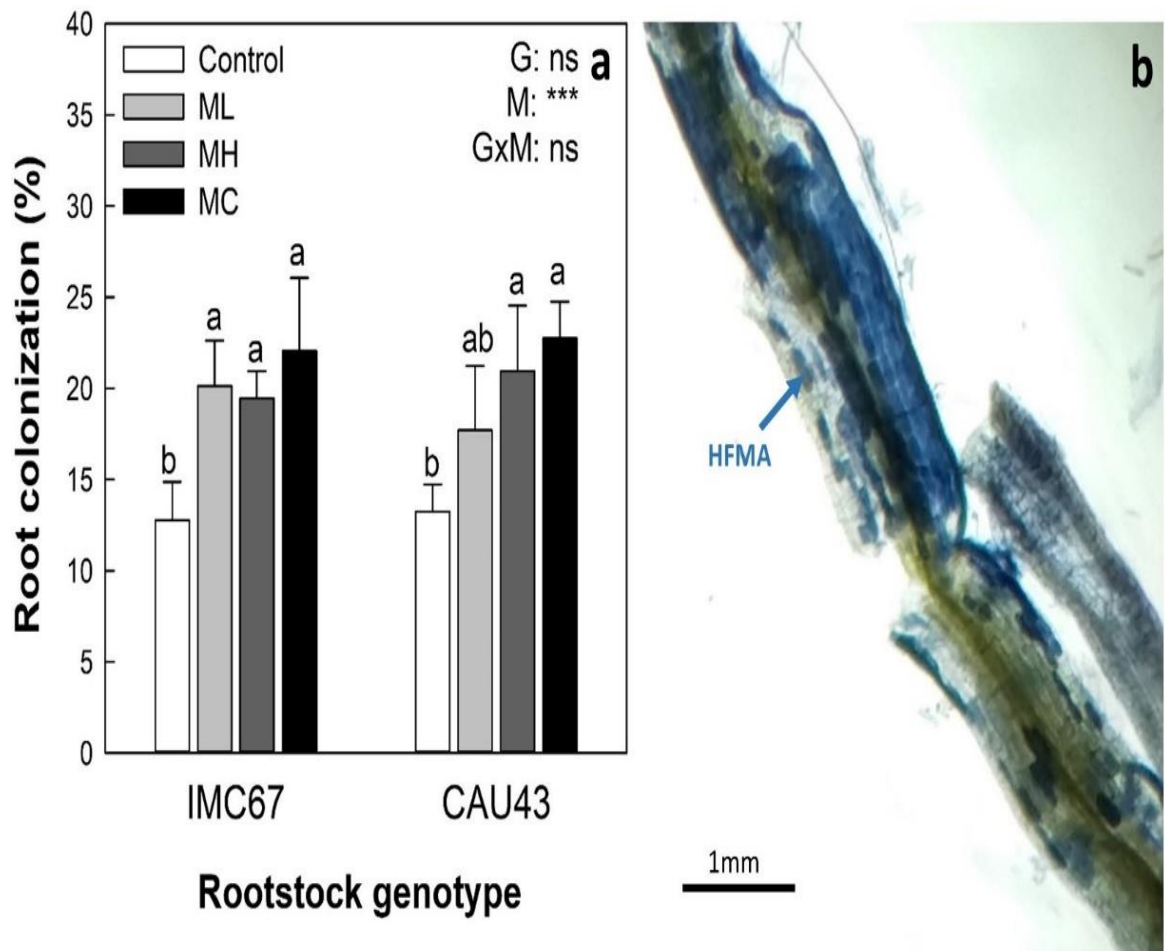 40
35
30
25
20
15
10
5
0
Root colonization (%)
Control
ML
MH
MC
G: ns
M: ***
GxM: ns
a
b
a
a
a
b
ab
a
a
IMC67
CAU43
Rootstock genotype
b
HFMA
1mm